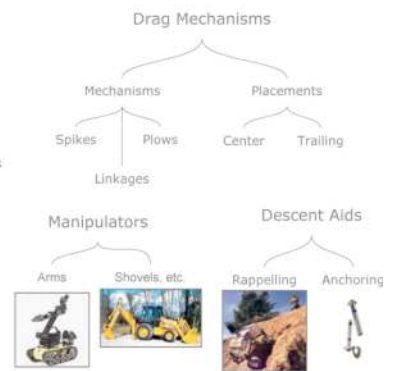 Drag Mechanisms
Mechanisms Placements
Spikes Plows Center Trailing
Linkages
Manipulators Descent Aids
Arms Shovels, etc. Rappelling Anchoring